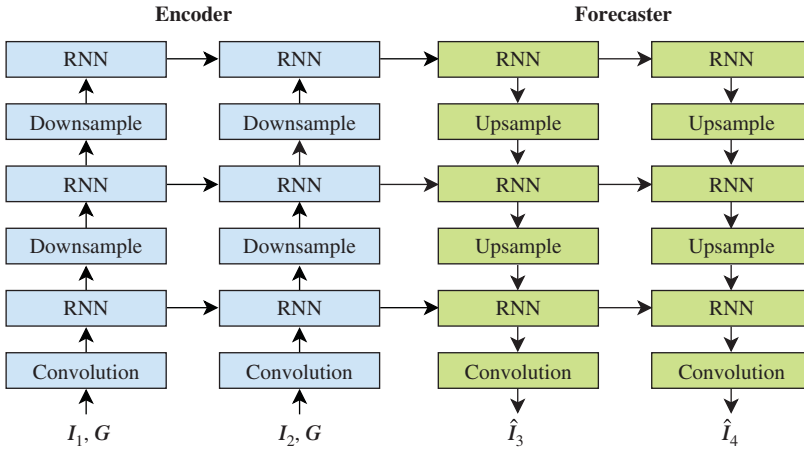 Encoder Forecaster
RNN RNN RNN RNN
Downsample Downsample Upsample Upsample
RNN RNN RNN RNN
Downsample Downsample Upsample Upsample
RNN RNN RNN RNN
Convolution Convolution Convolution Convolution
I₁, G I₂, G Î₃ Î₄